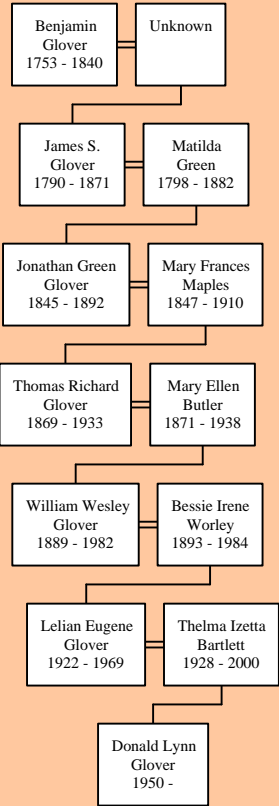 Benjamin
Glover
1753 - 1840
Unknown
James S.
Glover
1790 - 1871
Matilda
Green
1798 - 1882
Jonathan Green
Glover
1845 - 1892
Mary Frances
Maples
1847 - 1910
Thomas Richard
Glover
1869 - 1933
Mary Ellen
Butler
1871 - 1938
William Wesley
Glover
1889 - 1982
Bessie Irene
Worley
1893 - 1984
Lelian Eugene
Glover
1922 - 1969
Thelma Izetta
Bartlett
1928 - 2000
Donald Lynn
Glover
1950 -